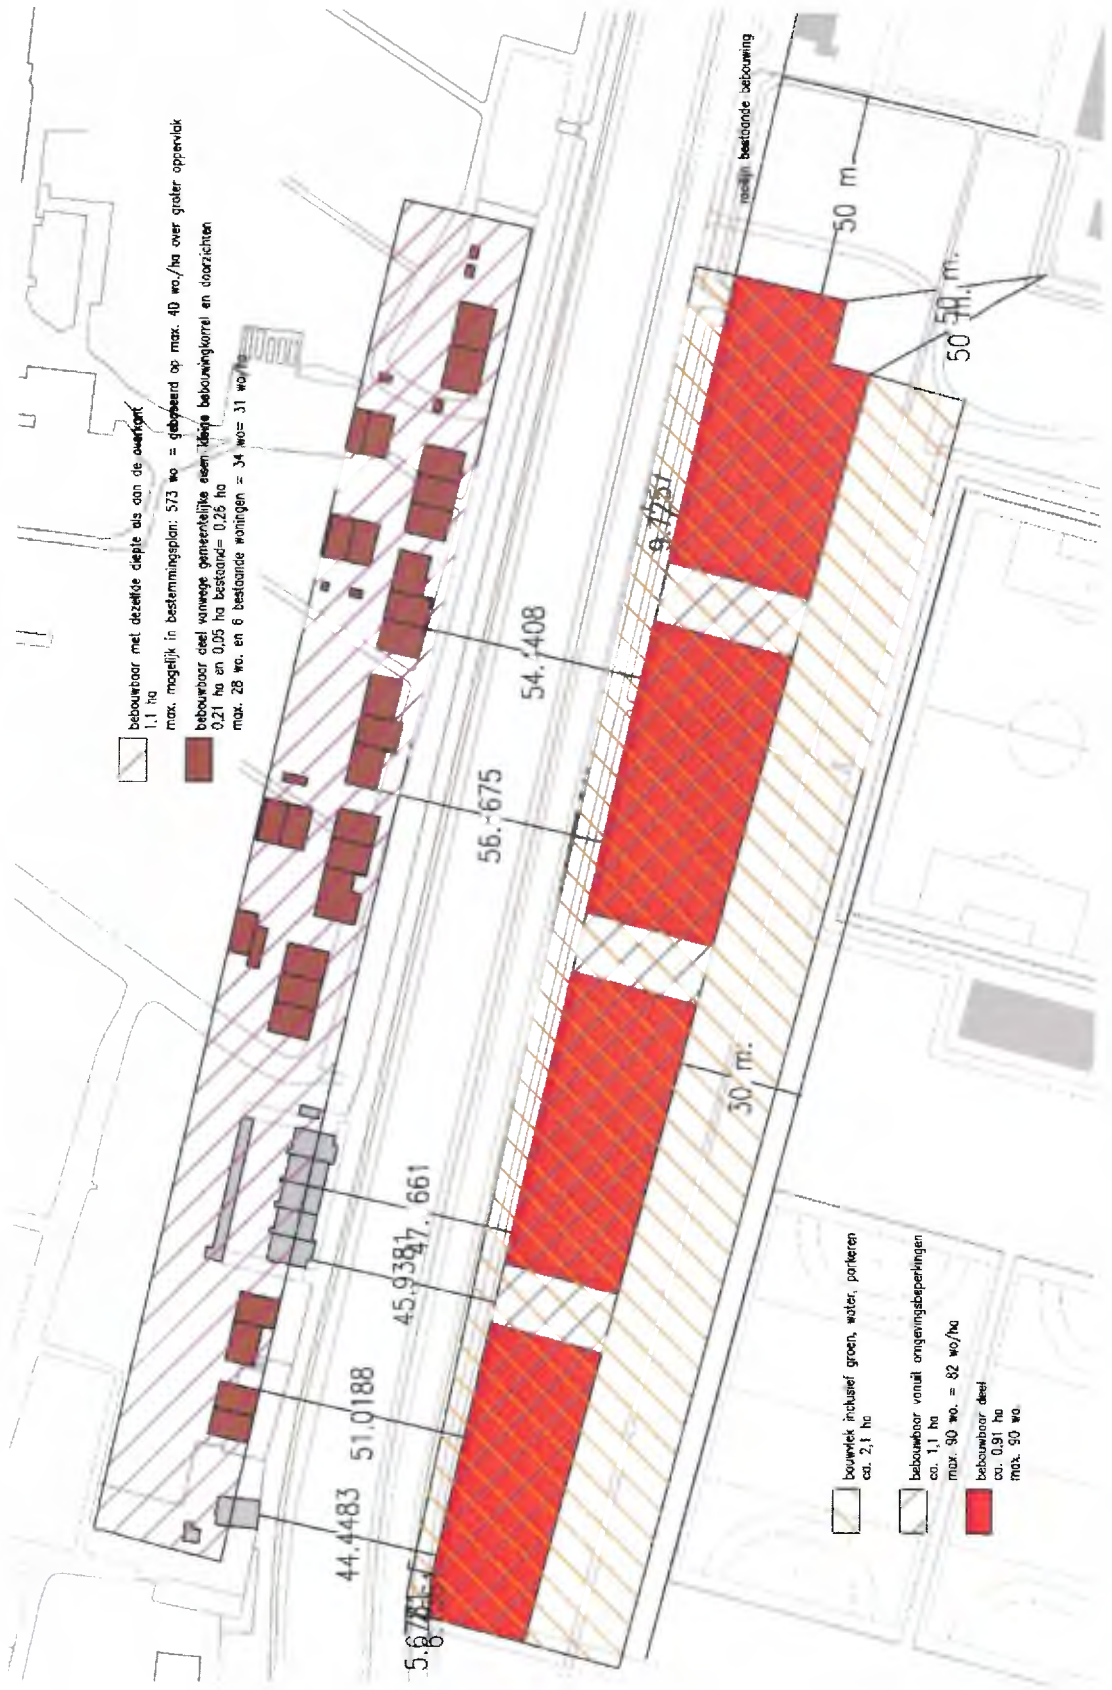 bebouwbaar met dezelfde diepte als aan de overkant
1,1 ha
max. mogelijk in bestemmingsplan: 573 wo = gebaseerd op max. 40 wo./ha over groter oppervlak
bebouwbaar deel vanwege gemeentelijke eisen kleine bebouwingkorrel en doorzichten
0,21 ha en 0,05 ha bestaand= 0,26 ha
max. 28 wo. en 6 bestaande woningen = 34 wo= 31 wo/ha
rooilijn bestaande bebouwing
50 m.
50 m.
50 m.
54.1408
56.1675
47.1661
45.9381
51.0188
44.4483
30 m.
bouwvlek inclusief groen, water, parkeren
ca. 2,1 ha
bebouwbaar vanuit omgevingsbeperkingen
ca. 1,1 ha
max. 90 wo. = 82 wo/ha
bebouwbaar deel
ca. 0.91 ha
max. 90 wo.